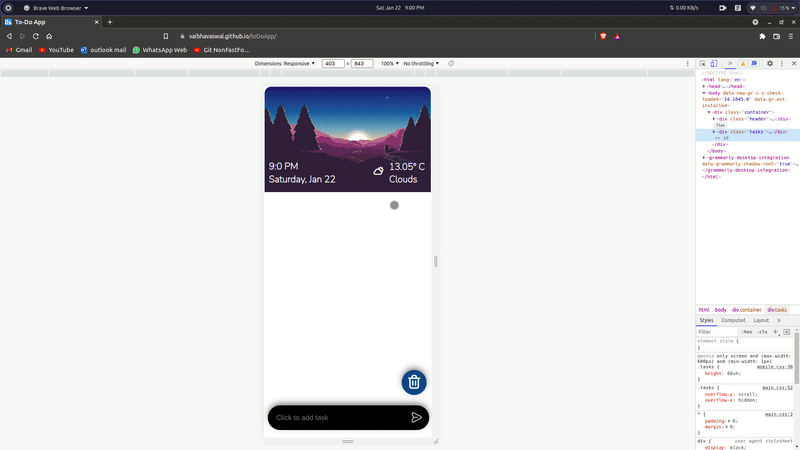 Brave Web Browser
Sat Jan 22 9:00 PM
0.00 KB/s
15 %
To-Do App
vaibhavaswal.github.io/toDoApp/
Gmail
YouTube
outlook mail
WhatsApp Web
Git NonFastFo…
Dimensions: Responsive
403
843
100%
No throttling
<!DOCTYPE html>
<html lang="en">
<head>…</head>
<body data-new-gr-c-s-check-
loaded="14.1045.0" data-gr-ext-
installed>
<div class="container">
<div class="header">…</div>
flex
<div class="tasks">…</div>
== $0
</div>
</body>
<grammarly-desktop-integration
data-grammarly-shadow-root="true">…
</grammarly-desktop-integration>
</html>
9:0 PM
Saturday, Jan 22
13.05° C
Clouds
Click to add task
html body div.container div.tasks
Styles Computed Layout
Filter
:hov .cls
element.style {
}
@media only screen and (max-width:
600px) and (min-width: 1px)
.tasks { mobile.css:36
height: 66vh;
}
.tasks { main.css:52
overflow-y: scroll;
overflow-x: hidden;
}
* { main.css:2
padding: 0;
margin: 0;
}
div { user agent stylesheet
display: block;